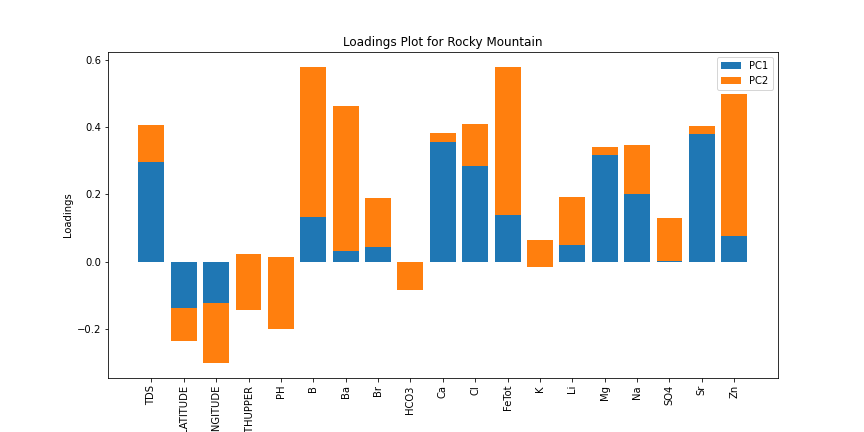 Loadings Plot for Rocky Mountain
PC1
PC2
0.6
0.4
0.2
0.0
−0.2
Loadings
TDS
LATITUDE
NGITUDE
THUPPER
PH
B
Ba
Br
HCO3
Ca
Cl
FeTot
K
Li
Mg
Na
SO4
Sr
Zn